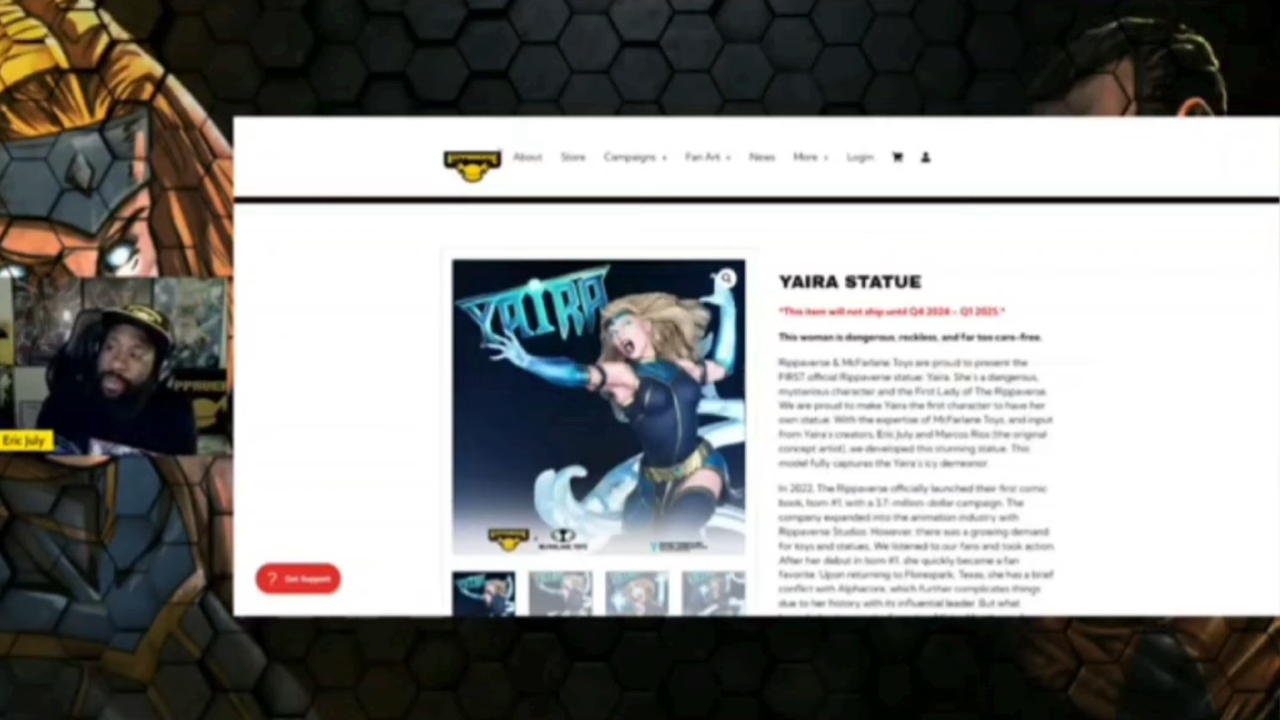 About Store Campaigns Fan Art News More Login
YAIRA
YAIRA STATUE
*This item will not ship until Q4 2024 - Q1 2025.*
This woman is dangerous, reckless, and far too care-free.
Rippaverse & McFarlane Toys are proud to present the
FIRST official Rippaverse statue: Yaira. She's a dangerous,
mysterious character and the First Lady of The Rippaverse.
We are proud to make Yaira the first character to have her
own statue. With the expertise of McFarlane Toys, and input
from Yaira's creators, Eric July and Marcos Rios (the original
concept artist), we developed this stunning statue. This
model fully captures the Yaira's icy demeanor.
In 2022, The Rippaverse officially launched their first comic
book, Isom #1, with a 3.7-million-dollar campaign. The
company expanded into the animation industry with
Rippaverse Studios. However, there was a growing demand
for toys and statues. We listened to our fans and took action.
After her debut in Isom #1, she quickly became a fan
favorite. Upon returning to Florespark, Texas, she has a brief
conflict with Alphacore, which further complicates things
due to her history with its influential leader. But what
Eric July
McFARLANE TOYS
? Get Support